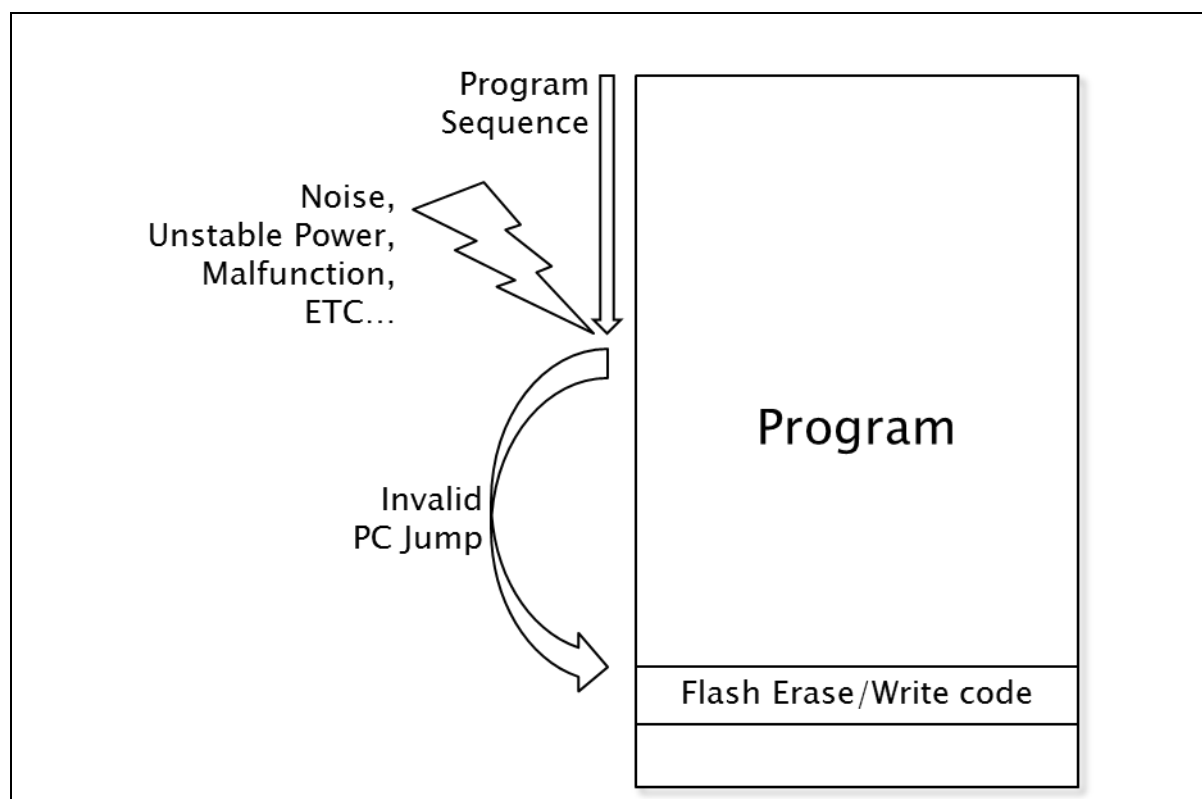 Program
Sequence
Noise,
Unstable Power,
Malfunction,
ETC...
Program
Invalid
PC Jump
Flash Erase/Write code